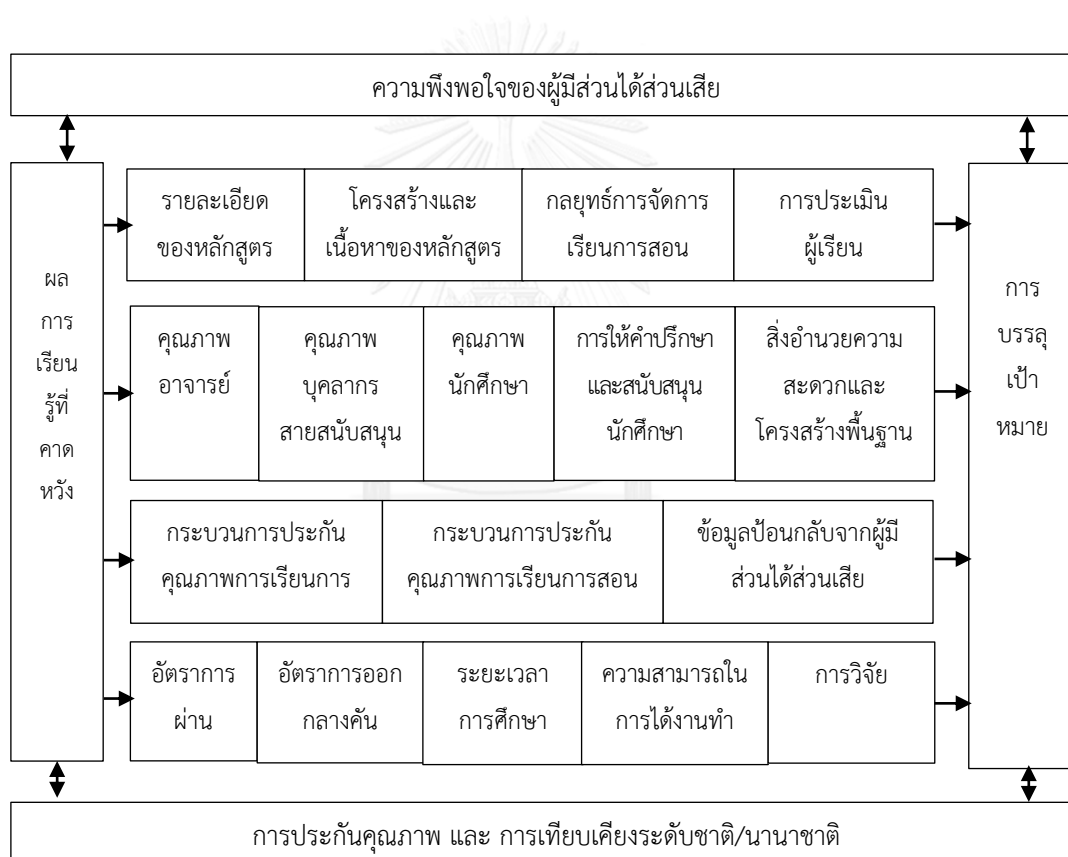 ความพึงพอใจของผู้มีส่วนได้ส่วนเสีย
ผล
การ
เรียน
รู้ที่
คาด
หวัง
รายละเอียด
ของหลักสูตร
โครงสร้างและ
เนื้อหาของหลักสูตร
กลยุทธ์การจัดการ
เรียนการสอน
การประเมิน
ผู้เรียน
คุณภาพ
อาจารย์
คุณภาพ
บุคลากร
สายสนับสนุน
คุณภาพ
นักศึกษา
การให้คำปรึกษา
และสนับสนุน
นักศึกษา
สิ่งอำนวยความ
สะดวกและ
โครงสร้างพื้นฐาน
กระบวนการประกัน
คุณภาพการเรียนการ
กระบวนการประกัน
คุณภาพการเรียนการสอน
ข้อมูลป้อนกลับจากผู้มี
ส่วนได้ส่วนเสีย
อัตราการ
ผ่าน
อัตราการออก
กลางคัน
ระยะเวลา
การศึกษา
ความสามารถใน
การได้งานทำ
การวิจัย
การ
บรรลุ
เป้า
หมาย
การประกันคุณภาพ และ การเทียบเคียงระดับชาติ/นานาชาติ